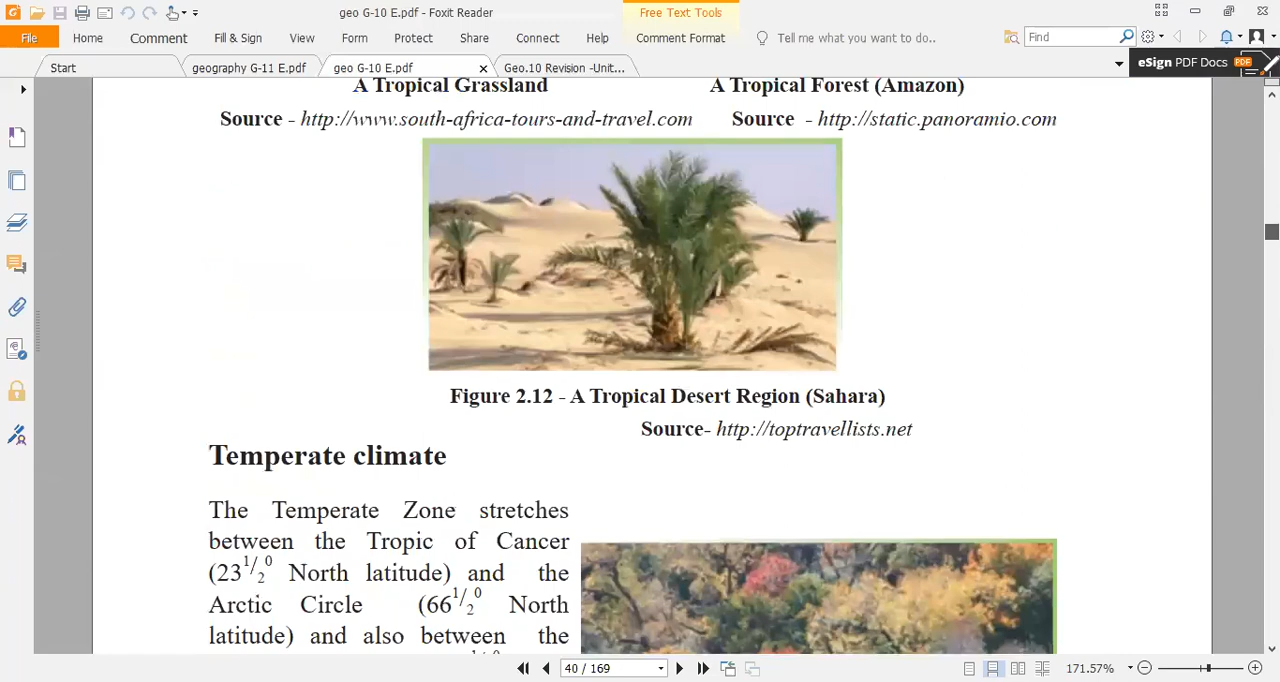 geo G-10 E.pdf - Foxit Reader
Free Text Tools
File Home Comment Fill & Sign View Form Protect Share Connect Help Comment Format Tell me what you want to do.. Find
Start geography G-11 E.pdf geo G-10 E.pdf Geo.10 Revision -Unit... eSign PDF Docs PDF
A Tropical Grassland A Tropical Forest (Amazon)
Source - http://www.south-africa-tours-and-travel.com Source - http://static.panoramio.com
Figure 2.12 - A Tropical Desert Region (Sahara)
Source- http://toptravellists.net
Temperate climate
The Temperate Zone stretches
between the Tropic of Cancer
(23 1/2 0 North latitude) and the
Arctic Circle (66 1/2 0 North
latitude) and also between the
40 / 169 171.57%